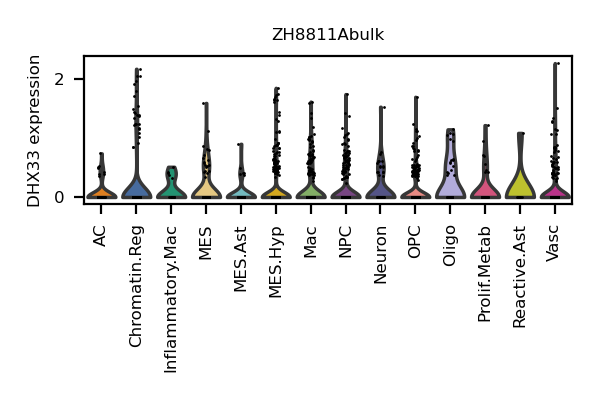 ZH8811Abulk
DHX33 expression
2
0
AC
Chromatin.Reg
Inflammatory.Mac
MES
MES.Ast
MES.Hyp
Mac
NPC
Neuron
OPC
Oligo
Prolif.Metab
Reactive.Ast
Vasc